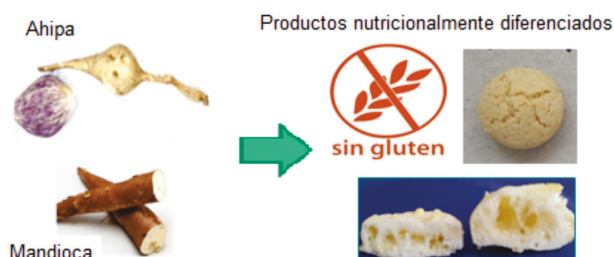 Ahipa
Productos nutricionalmente diferenciados
sin gluten
Mandioca